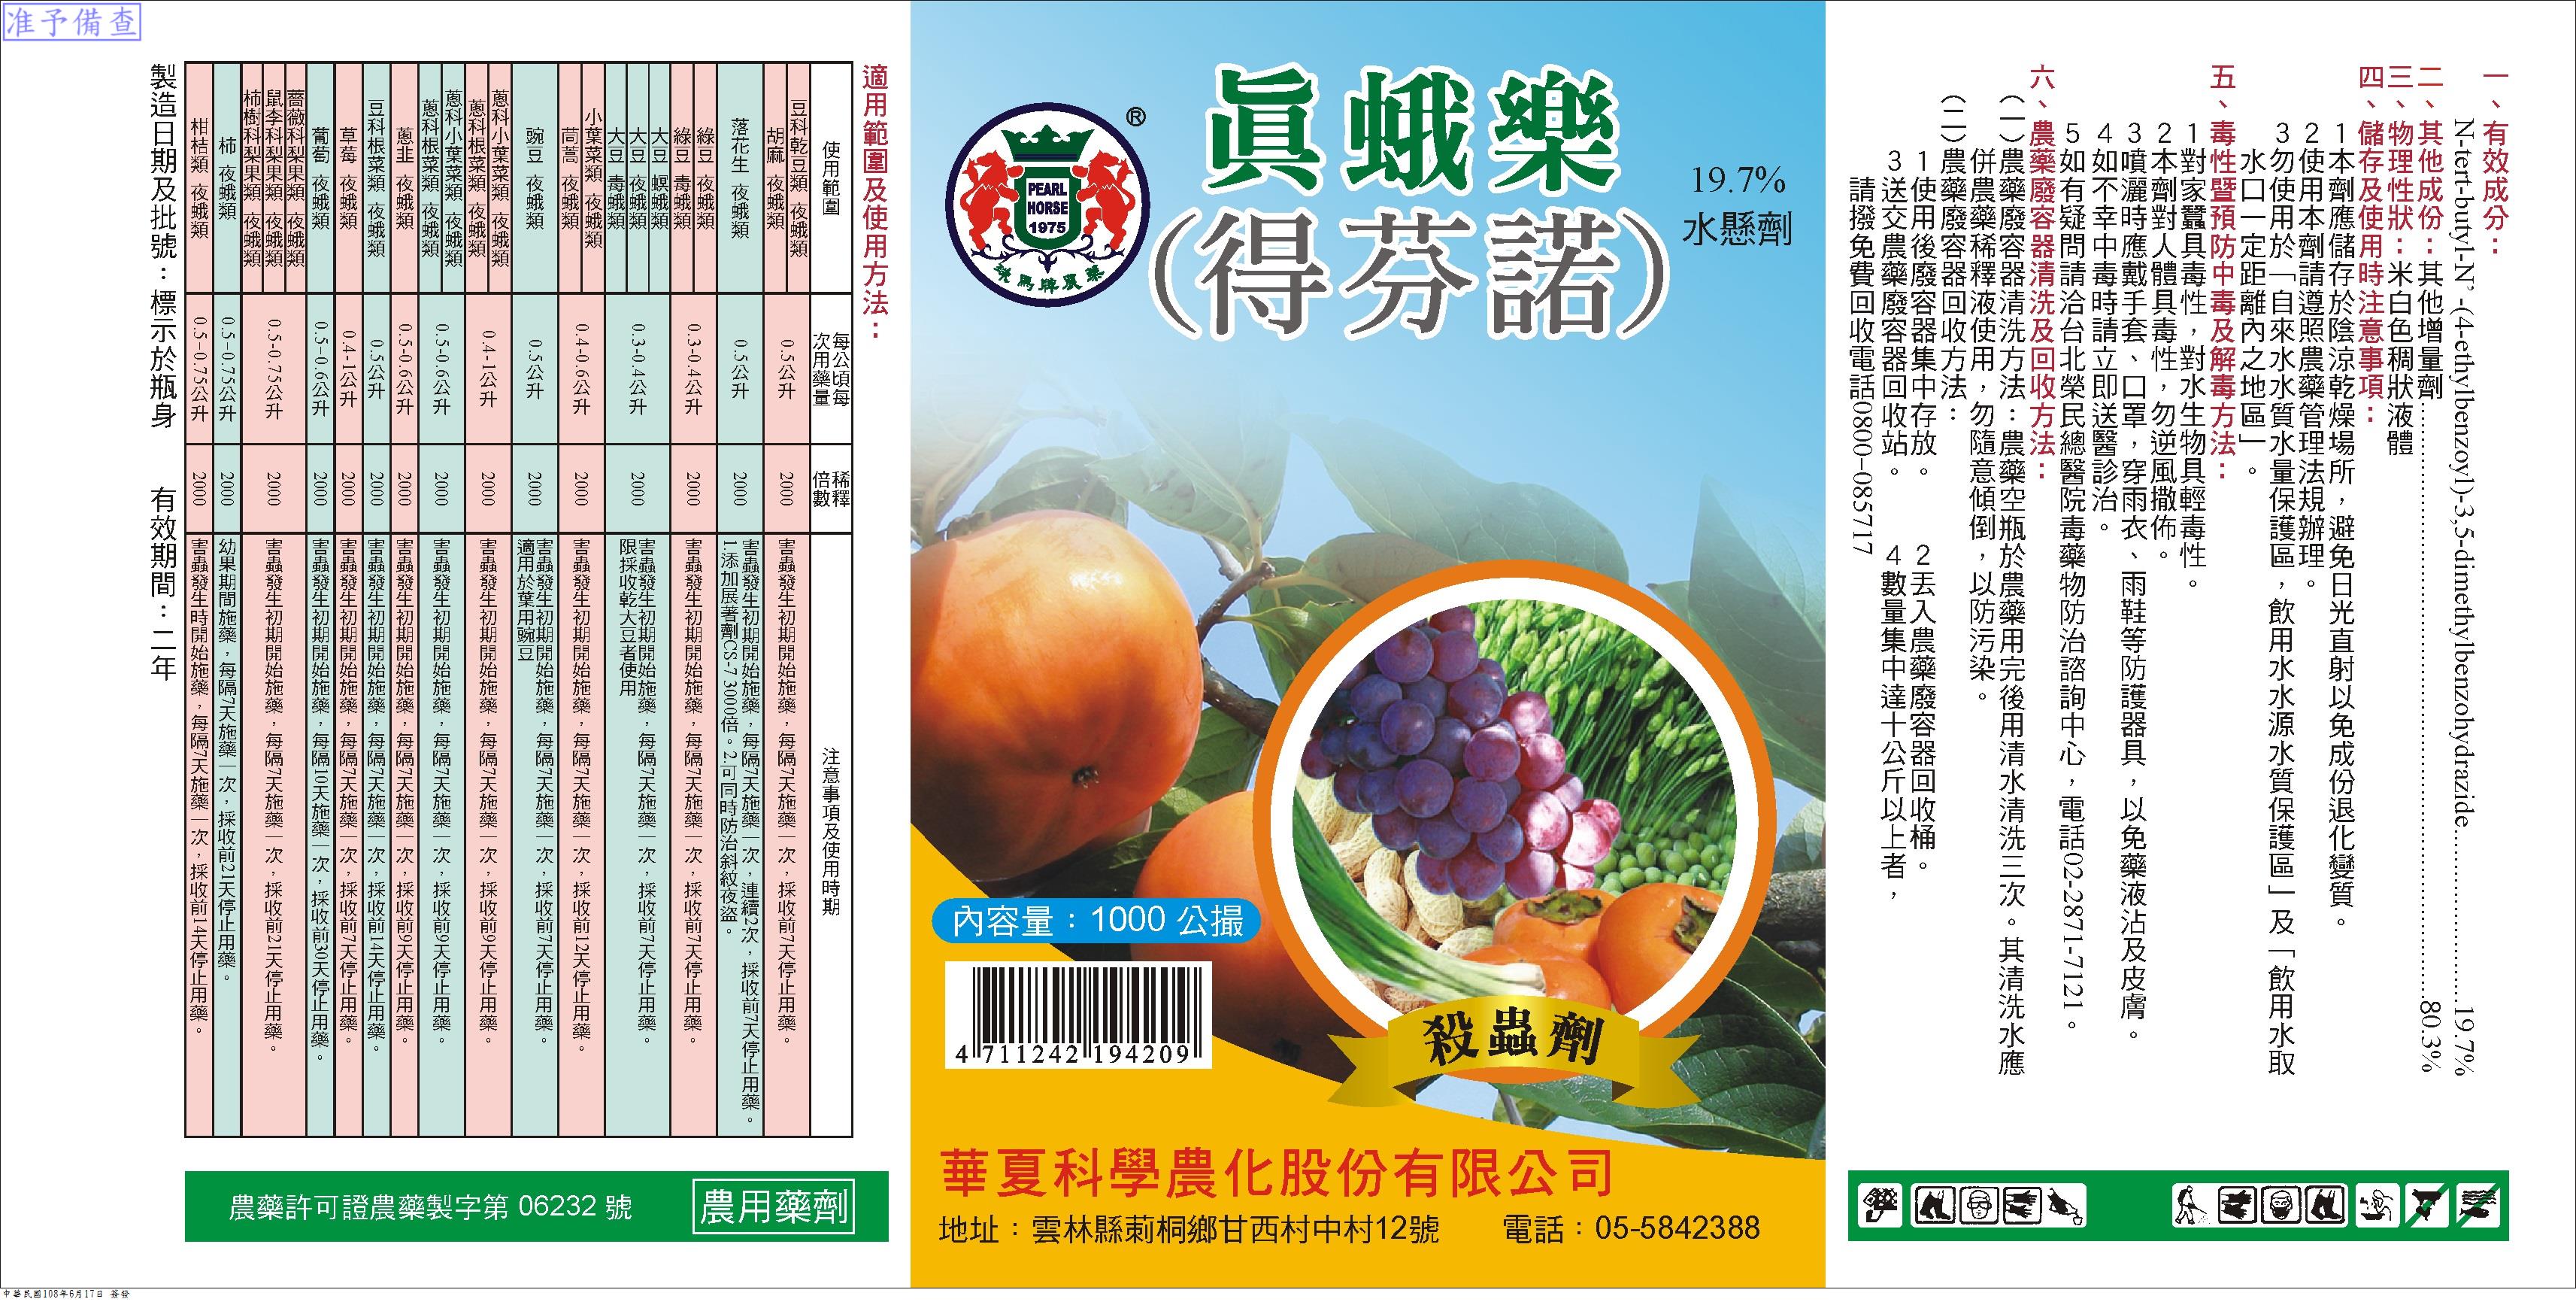 准予備查
適用範圍及使用方法：
使用範圍 每公頃每次用藥量 稀釋倍數 注意事項及使用時期
豆科乾豆類 夜蛾類
胡麻 夜蛾類
0.5公升 2000 害蟲發生初期開始施藥，每隔7天施藥一次，採收前7天停止用藥。
落花生 夜蛾類 0.5公升 2000 害蟲發生初期開始施藥，每隔7天施藥一次，連續2次，採收前7天停止用藥。
1.添加展著劑CS-7 3000倍。2.可同時防治斜紋夜盜。
綠豆 夜蛾類
綠豆 毒蛾類
0.3-0.4公升 2000 害蟲發生初期開始施藥，每隔7天施藥一次，採收前7天停止用藥。
大豆 螟蛾類
大豆 夜蛾類
大豆 毒蛾類
0.3-0.4公升 2000 害蟲發生初期開始施藥，每隔7天施藥一次，採收前7天停止用藥。
限採收乾大豆者使用
小葉菜類 夜蛾類
茼蒿 夜蛾類
0.4-0.6公升 2000 害蟲發生初期開始施藥，每隔7天施藥一次，採收前12天停止用藥。
豌豆 夜蛾類 0.5公升 2000 害蟲發生初期開始施藥，每隔7天施藥一次，採收前7天停止用藥。
適用於葉用豌豆
蔥科小葉菜類 夜蛾類
蔥科根菜類 夜蛾類
0.4-1公升 2000 害蟲發生初期開始施藥，每隔7天施藥一次，採收前9天停止用藥。
蔥科小葉菜類 夜蛾類
蔥科根菜類 夜蛾類
0.5-0.6公升 2000 害蟲發生初期開始施藥，每隔7天施藥一次，採收前9天停止用藥。
蔥韭 夜蛾類 0.5-0.6公升 2000 害蟲發生初期開始施藥，每隔7天施藥一次，採收前9天停止用藥。
豆科根菜類 夜蛾類 0.5公升 2000 害蟲發生初期開始施藥，每隔7天施藥一次，採收前14天停止用藥。
草莓 夜蛾類 0.4-1公升 2000 害蟲發生初期開始施藥，每隔7天施藥一次，採收前7天停止用藥。
葡萄 夜蛾類 0.5-0.6公升 2000 害蟲發生初期開始施藥，每隔10天施藥一次，採收前30天停止用藥。
薔薇科梨果類 夜蛾類
鼠李科梨果類 夜蛾類
柿樹科梨果類 夜蛾類
0.5-0.75公升 2000 害蟲發生初期開始施藥，每隔7天施藥一次，採收前21天停止用藥。
柿 夜蛾類 0.5-0.75公升 2000 幼果期間施藥，每隔7天施藥一次，採收前21天停止用藥。
柑桔類 夜蛾類 0.5-0.75公升 2000 害蟲發生時開始施藥，每隔7天施藥一次，採收前14天停止用藥。
製造日期及批號：標示於瓶身 有效期間：二年
農藥許可證農藥製字第 06232 號
農用藥劑
眞蛾樂
(得芬諾)
19.7%
水懸劑
®
PEARL
HORSE
1975
珠馬牌農藥
內容量：1000 公撮
4 711242 194209
殺蟲劑
華夏科學農化股份有限公司
地址：雲林縣莿桐鄉甘西村中村12號 電話：05-5842388
一、有效成分：
N-tert-butyl-N’-(4-ethylbenzoyl)-3,5-dimethylbenzohydrazide……………………19.7%
二、其他成份：其他增量劑……………………………………………………80.3%
三、物理性狀：米白色稠狀液體
四、儲存及使用時注意事項：
1本劑應儲存於陰涼乾燥場所，避免日光直射以免成份退化變質。
2使用本劑請遵照農藥管理法規辦理。
3勿使用於「自來水水質水量保護區，飲用水水源水質保護區」及「飲用水取
水口一定距離內之地區」。
五、毒性暨預防中毒及解毒方法：
1對家蠶具毒性，對水生物具輕毒性。
2本劑對人體具毒性，勿逆風撒佈。
3噴灑時應戴手套、口罩，穿雨衣、雨鞋等防護器具，以免藥液沾及皮膚。
4如不幸中毒時請立即送醫診治。
5如有疑問請洽台北榮民總醫院毒藥物防治諮詢中心，電話02-2871-7121。
六、農藥廢容器清洗及回收方法：
（一）農藥廢容器清洗方法：農藥空瓶於農藥用完後用清水清洗三次。其清洗水應
併農藥稀釋液使用，勿隨意傾倒，以防污染。
（二）農藥廢容器回收方法：
1使用後廢容器集中存放。 2丟入農藥廢容器回收桶。
3送交農藥廢容器回收站。 4數量集中達十公斤以上者，
請撥免費回收電話0800-085717
中華民國108年6月17日 簽發